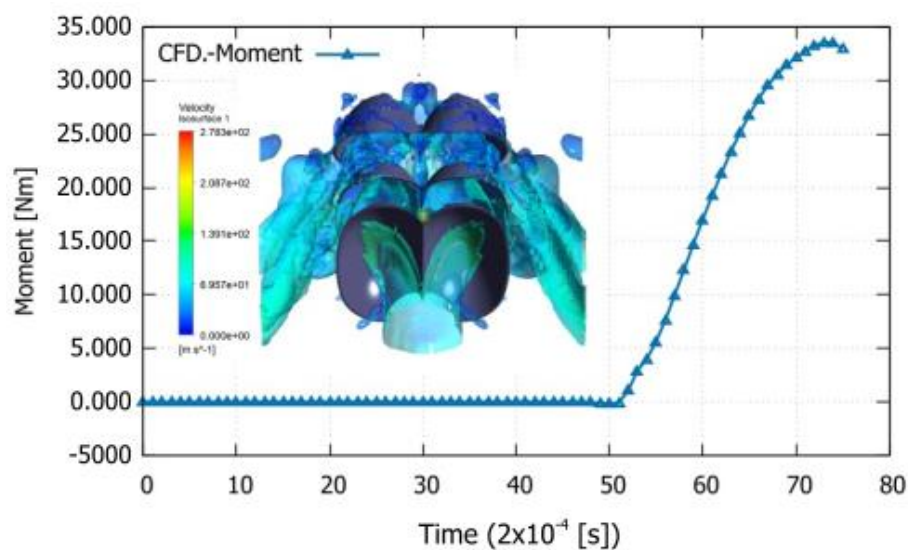 35.000
CFD.-Moment
30.000
25.000
20.000
15.000
10.000
5.000
0.000
-5000
Moment [Nm]
Velocity
Isosurface 1
2.783e+02
2.087e+02
1.391e+02
6.957e+01
0.000e+00
[m s^-1]
0 10 20 30 40 50 60 70 80
Time (2x10⁻⁴ [s])